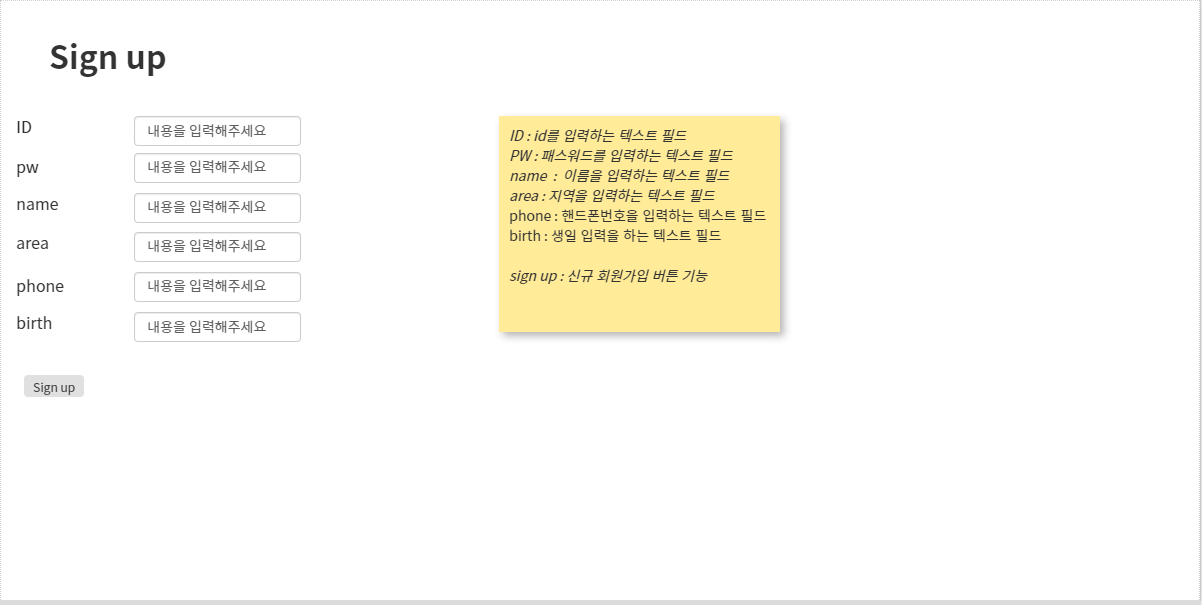 Sign up
ID 내용을 입력해주세요
pw 내용을 입력해주세요
name 내용을 입력해주세요
area 내용을 입력해주세요
phone 내용을 입력해주세요
birth 내용을 입력해주세요
Sign up
ID : id를 입력하는 텍스트 필드
PW : 패스워드를 입력하는 텍스트 필드
name : 이름을 입력하는 텍스트 필드
area : 지역을 입력하는 텍스트 필드
phone : 핸드폰번호을 입력하는 텍스트 필드
birth : 생일 입력을 하는 텍스트 필드
sign up : 신규 회원가입 버튼 기능